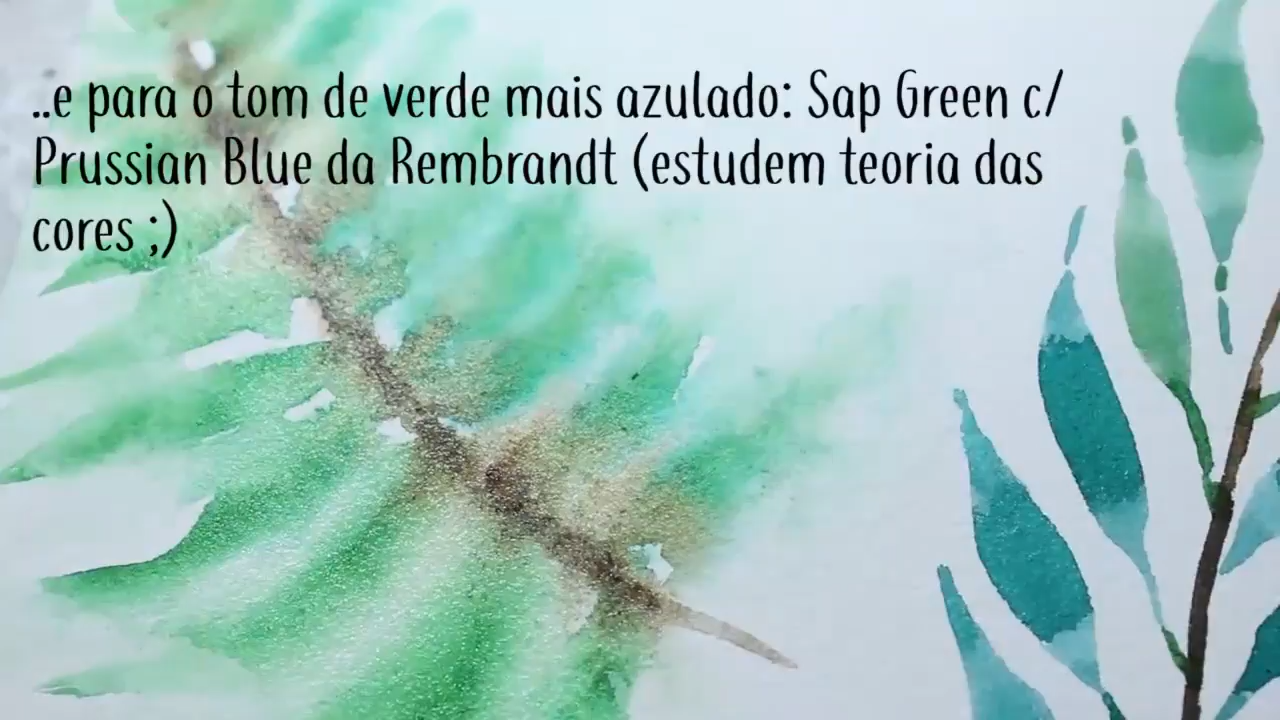 ..e para o tom de verde mais azulado: Sap Green c/
Prussian Blue da Rembrandt (estudem teoria das
cores ;)